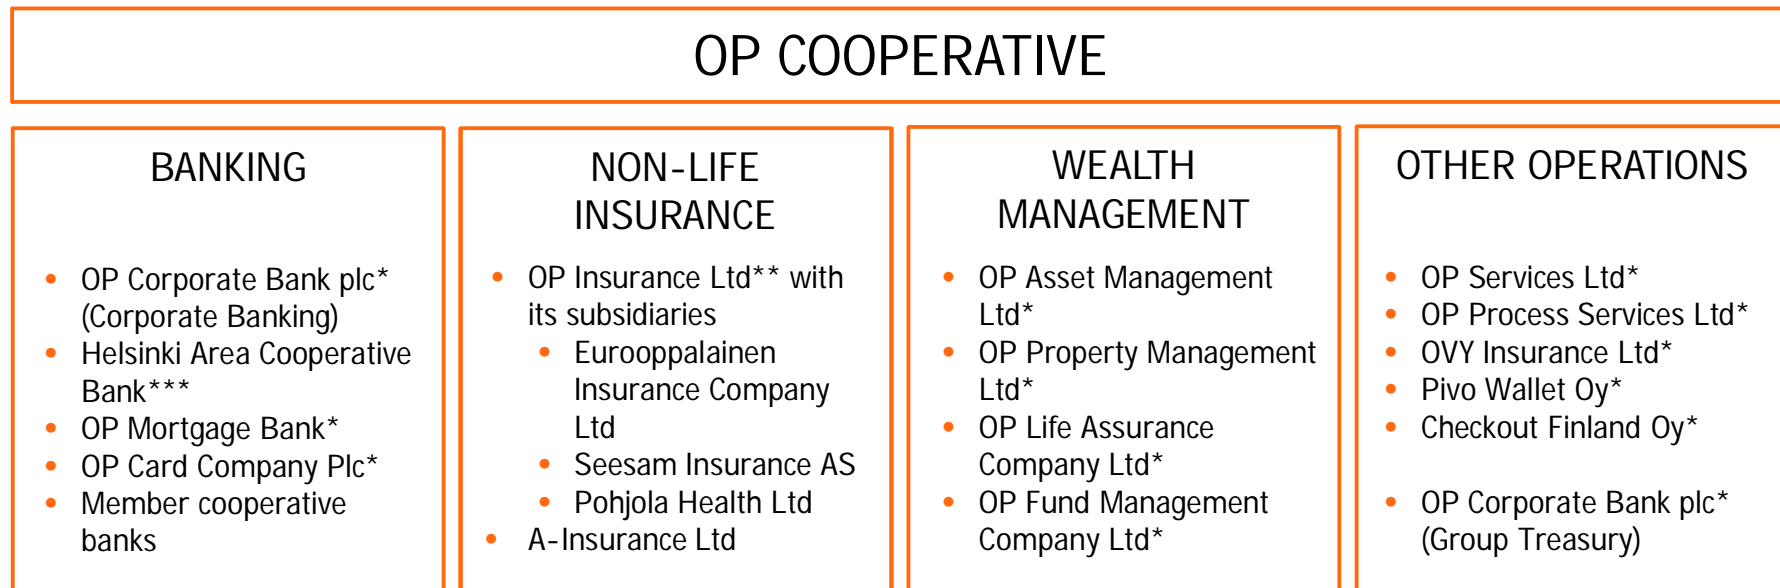 OP COOPERATIVE
BANKING
• OP Corporate Bank plc*
(Corporate Banking)
• Helsinki Area Cooperative
Bank***
• OP Mortgage Bank*
• OP Card Company Plc*
• Member cooperative
banks
NON-LIFE
INSURANCE
• OP Insurance Ltd** with
its subsidiaries
• Eurooppalainen
Insurance Company
Ltd
• Seesam Insurance AS
• Pohjola Health Ltd
• A-Insurance Ltd
WEALTH
MANAGEMENT
• OP Asset Management
Ltd*
• OP Property Management
Ltd*
• OP Life Assurance
Company Ltd*
• OP Fund Management
Company Ltd*
OTHER OPERATIONS
• OP Services Ltd*
• OP Process Services Ltd*
• OVY Insurance Ltd*
• Pivo Wallet Oy*
• Checkout Finland Oy*
• OP Corporate Bank plc*
(Group Treasury)